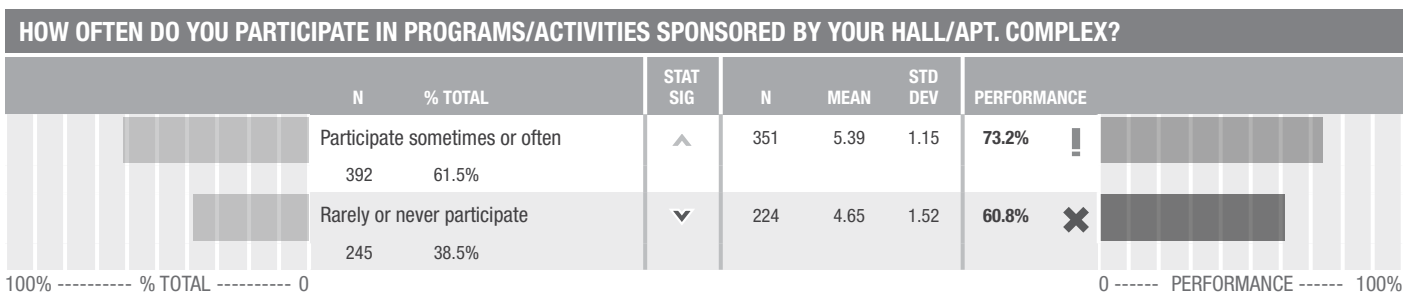 HOW OFTEN DO YOU PARTICIPATE IN PROGRAMS/ACTIVITIES SPONSORED BY YOUR HALL/APT. COMPLEX?
N % TOTAL STAT SIG N MEAN STD DEV PERFORMANCE
Participate sometimes or often 351 5.39 1.15 73.2% !
392 61.5%
Rarely or never participate 224 4.65 1.52 60.8%
245 38.5%
100% ---------- % TOTAL ---------- 0 0 ------ PERFORMANCE ------ 100%